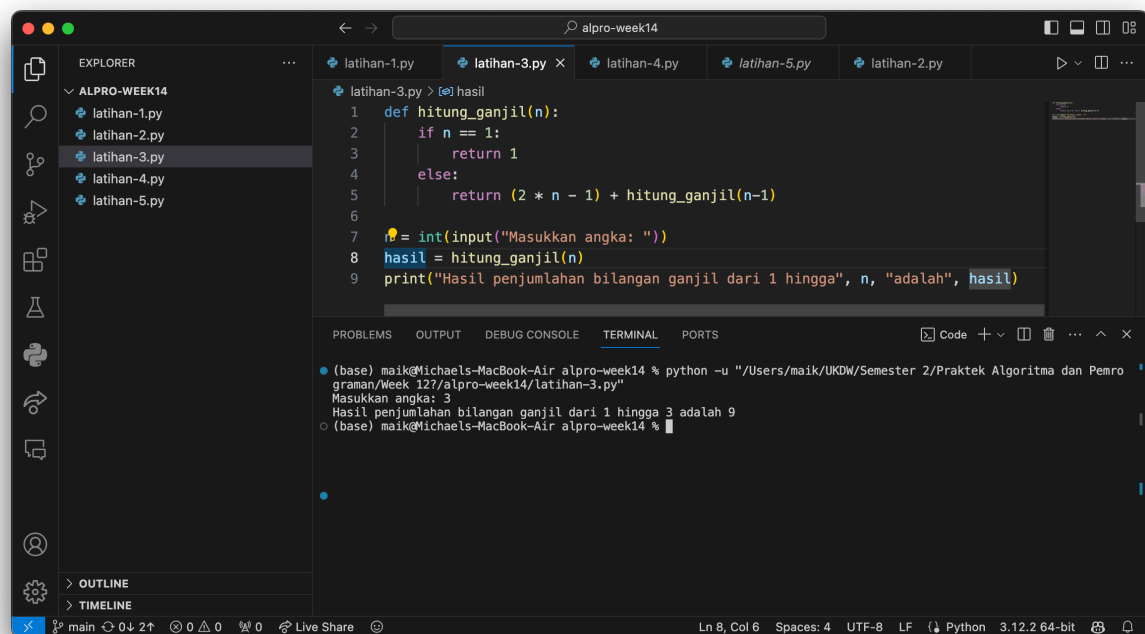 alpro-week14
EXPLORER
ALPRO-WEEK14
latihan-1.py
latihan-2.py
latihan-3.py
latihan-4.py
latihan-5.py
OUTLINE
TIMELINE
latihan-1.py latihan-3.py latihan-4.py latihan-5.py latihan-2.py
latihan-3.py > hasil
1 def hitung_ganjil(n):
2 if n == 1:
3 return 1
4 else:
5 return (2 * n - 1) + hitung_ganjil(n-1)
6
7 n = int(input("Masukkan angka: "))
8 hasil = hitung_ganjil(n)
9 print("Hasil penjumlahan bilangan ganjil dari 1 hingga", n, "adalah", hasil)
PROBLEMS OUTPUT DEBUG CONSOLE TERMINAL PORTS Code
(base) maik@Michaels-MacBook-Air alpro-week14 % python -u "/Users/maik/UKDW/Semester 2/Praktek Algoritma dan Pemro
graman/Week 12?/alpro-week14/latihan-3.py"
Masukkan angka: 3
Hasil penjumlahan bilangan ganjil dari 1 hingga 3 adalah 9
(base) maik@Michaels-MacBook-Air alpro-week14 %
main 0↓ 2↑ 0 0 0 Live Share Ln 8, Col 6 Spaces: 4 UTF-8 LF Python 3.12.2 64-bit